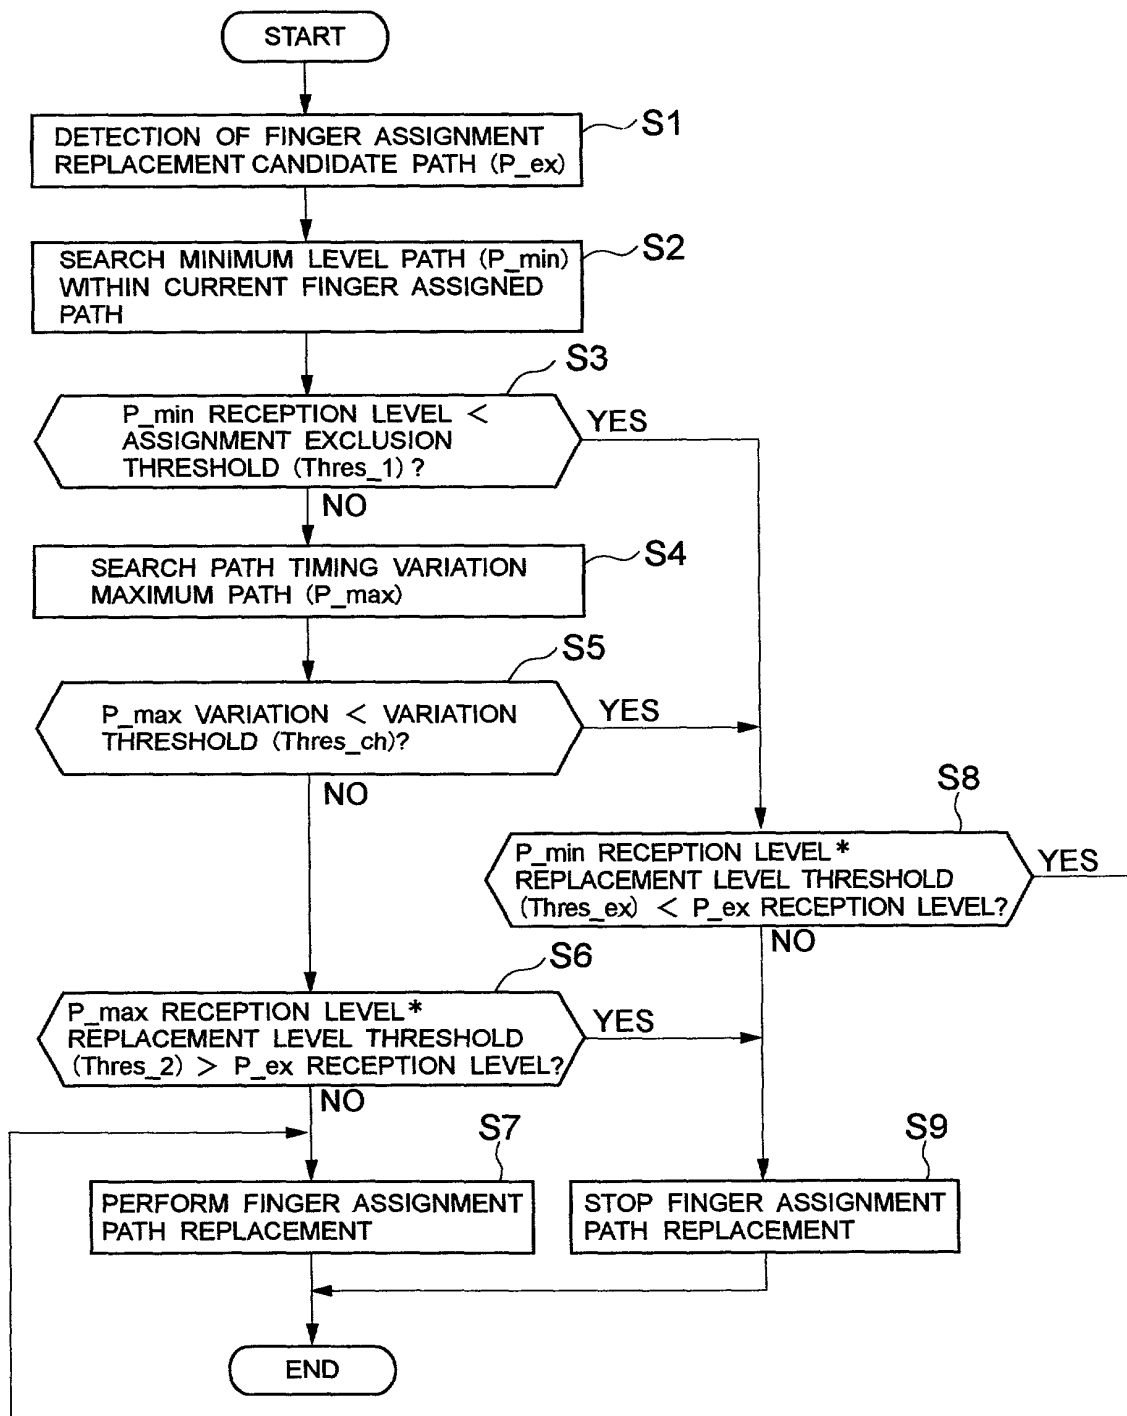 START
S1
DETECTION OF FINGER ASSIGNMENT
REPLACEMENT CANDIDATE PATH (P_ex)
S2
SEARCH MINIMUM LEVEL PATH (P_min)
WITHIN CURRENT FINGER ASSIGNED
PATH
S3
P_min RECEPTION LEVEL <
ASSIGNMENT EXCLUSION
THRESHOLD (Thres_1) ?
YES
NO
S4
SEARCH PATH TIMING VARIATION
MAXIMUM PATH (P_max)
S5
P_max VARIATION < VARIATION
THRESHOLD (Thres_ch)?
YES
NO
S8
P_min RECEPTION LEVEL*
REPLACEMENT LEVEL THRESHOLD
(Thres_ex) < P_ex RECEPTION LEVEL?
YES
NO
S6
P_max RECEPTION LEVEL*
REPLACEMENT LEVEL THRESHOLD
(Thres_2) > P_ex RECEPTION LEVEL?
YES
NO
S7
PERFORM FINGER ASSIGNMENT
PATH REPLACEMENT
S9
STOP FINGER ASSIGNMENT
PATH REPLACEMENT
END